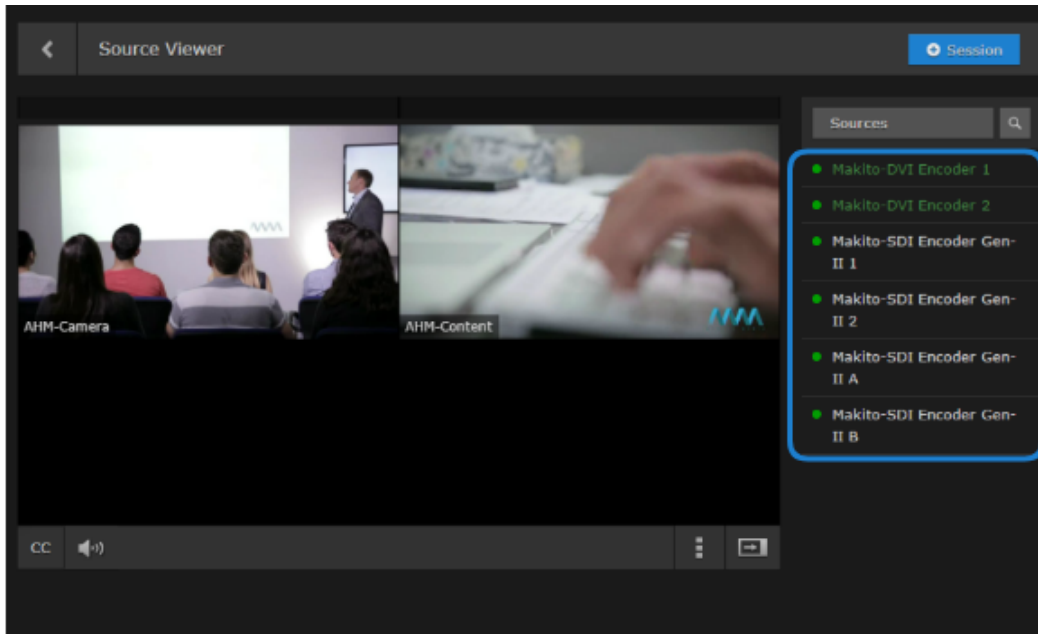 Source Viewer
Session
Sources
Makito-DVI Encoder 1
Makito-DVI Encoder 2
Makito-SDI Encoder Gen-
II 1
Makito-SDI Encoder Gen-
II 2
Makito-SDI Encoder Gen-
II A
Makito-SDI Encoder Gen-
II B
AHM-Camera
AHM-Content
CC